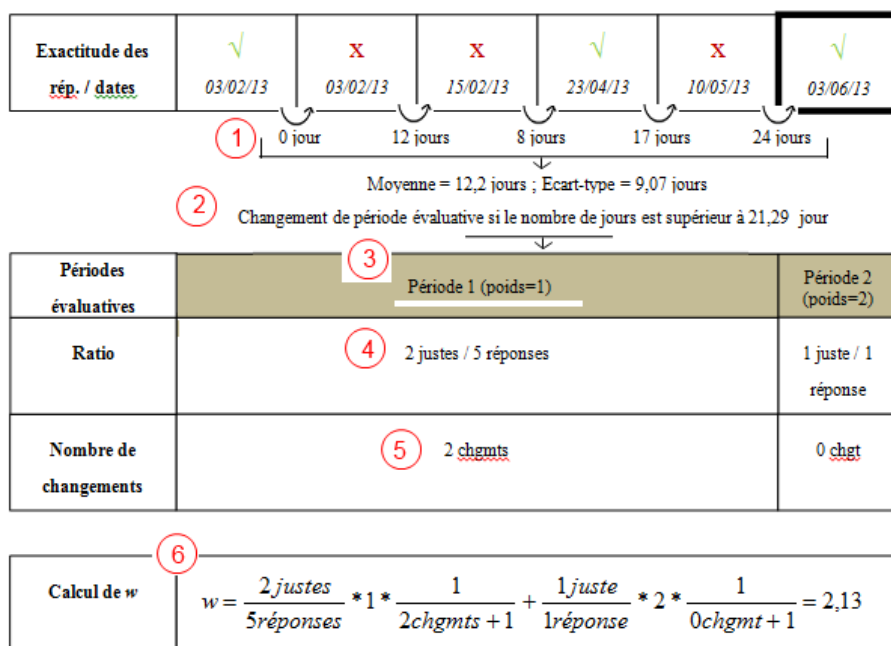 Exactitude des
rép. / dates
√ x x √ x √
03/02/13 03/02/13 15/02/13 23/04/13 10/05/13 03/06/13
1 0 jour 12 jours 8 jours 17 jours 24 jours
Moyenne = 12,2 jours ; Ecart-type = 9,07 jours
2
Changement de période évaluative si le nombre de jours est supérieur à 21,29 jour
3
Périodes
évaluatives
Période 1 (poids=1)
Période 2
(poids=2)
Ratio
4 2 justes / 5 réponses
1 juste / 1
réponse
Nombre de
changements
5 2 chgmts
0 chgt
6
Calcul de w
w = 2 justes / 5 réponses * 1 * 1 / 2chgmts + 1 + 1 juste / 1 réponse * 2 * 1 / 0chgmt + 1 = 2,13